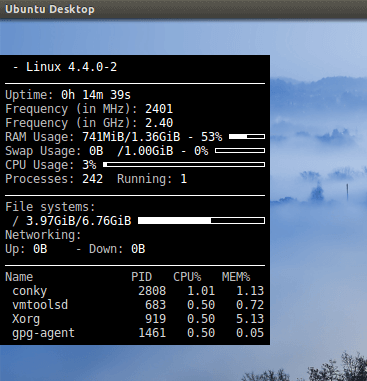 Ubuntu Desktop
- Linux 4.4.0-2
Uptime: 0h 14m 39s
Frequency (in MHz): 2401
Frequency (in GHz): 2.40
RAM Usage: 741MiB/1.36GiB - 53%
Swap Usage: 0B /1.00GiB - 0%
CPU Usage: 3%
Processes: 242 Running: 1
File systems:
/ 3.97GiB/6.76GiB
Networking:
Up: 0B - Down: 0B
Name PID CPU% MEM%
conky 2808 1.01 1.13
vmtoolsd 683 0.50 0.72
Xorg 919 0.50 5.13
gpg-agent 1461 0.50 0.05